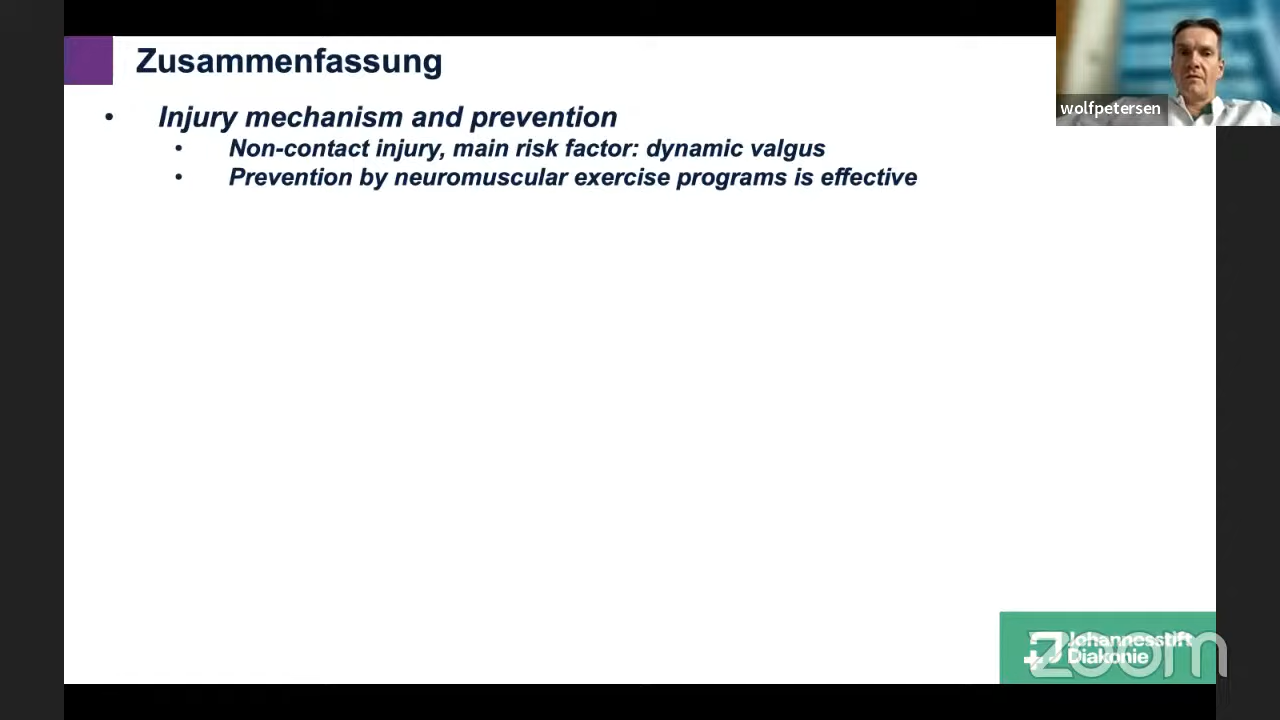 Zusammenfassung
wolfpetersen
• Injury mechanism and prevention
• Non-contact injury, main risk factor: dynamic valgus
• Prevention by neuromuscular exercise programs is effective
Johannesstift
Diakonie
zoom